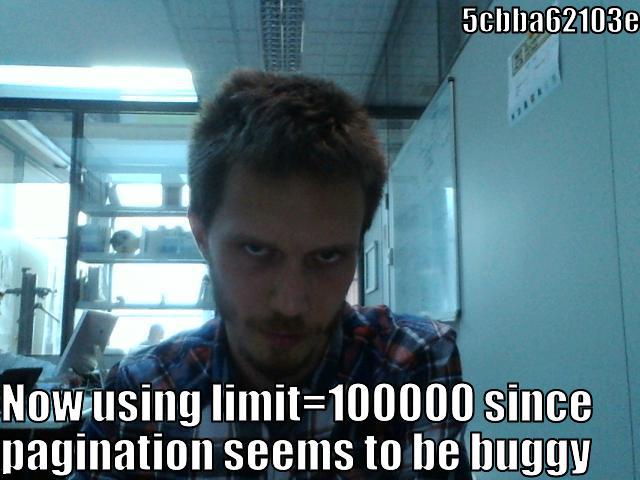 5cbba62103e
Now using limit=100000 since
pagination seems to be buggy